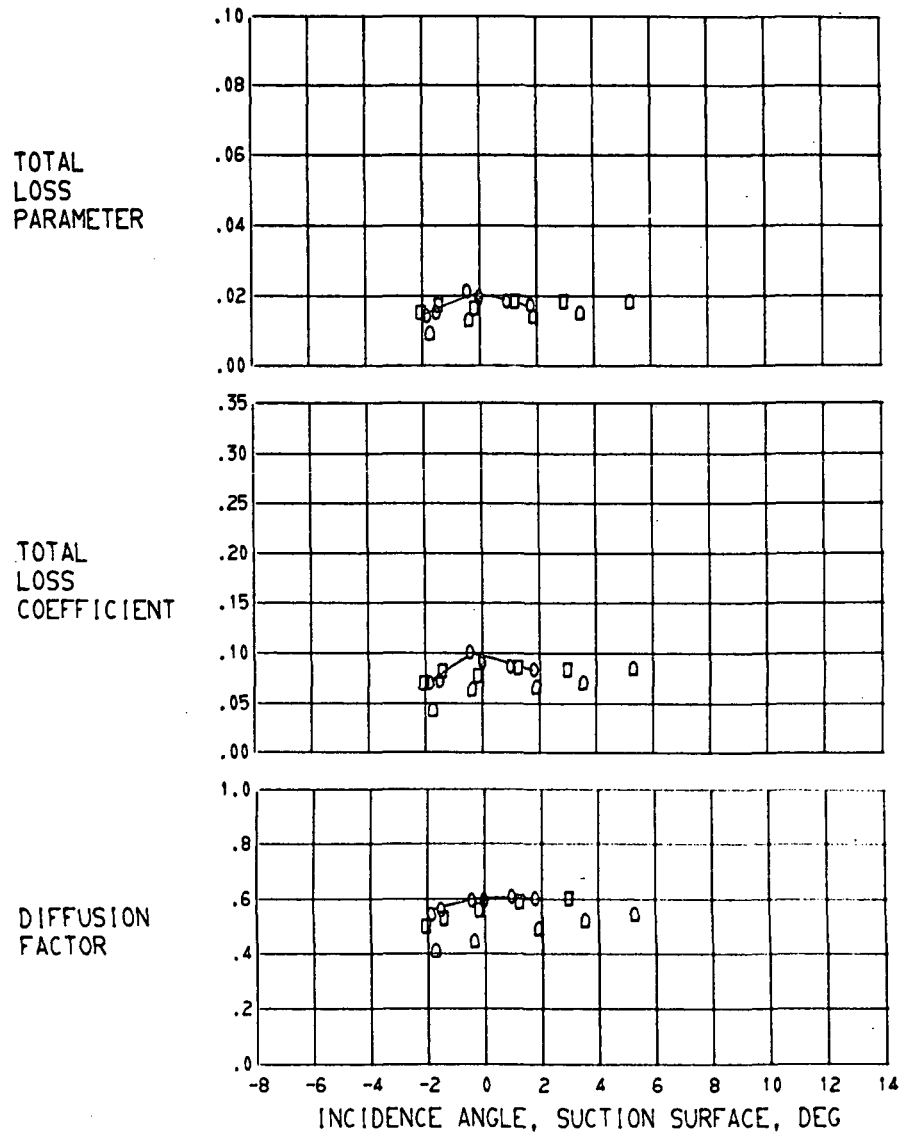 TOTAL
LOSS
PARAMETER
.10
.08
.06
.04
.02
.00
TOTAL
LOSS
COEFFICIENT
.35
.30
.25
.20
.15
.10
.05
.00
DIFFUSION
FACTOR
1.0
.8
.6
.4
.2
.0
-8 -6 -4 -2 0 2 4 6 8 10 12 14
INCIDENCE ANGLE, SUCTION SURFACE, DEG